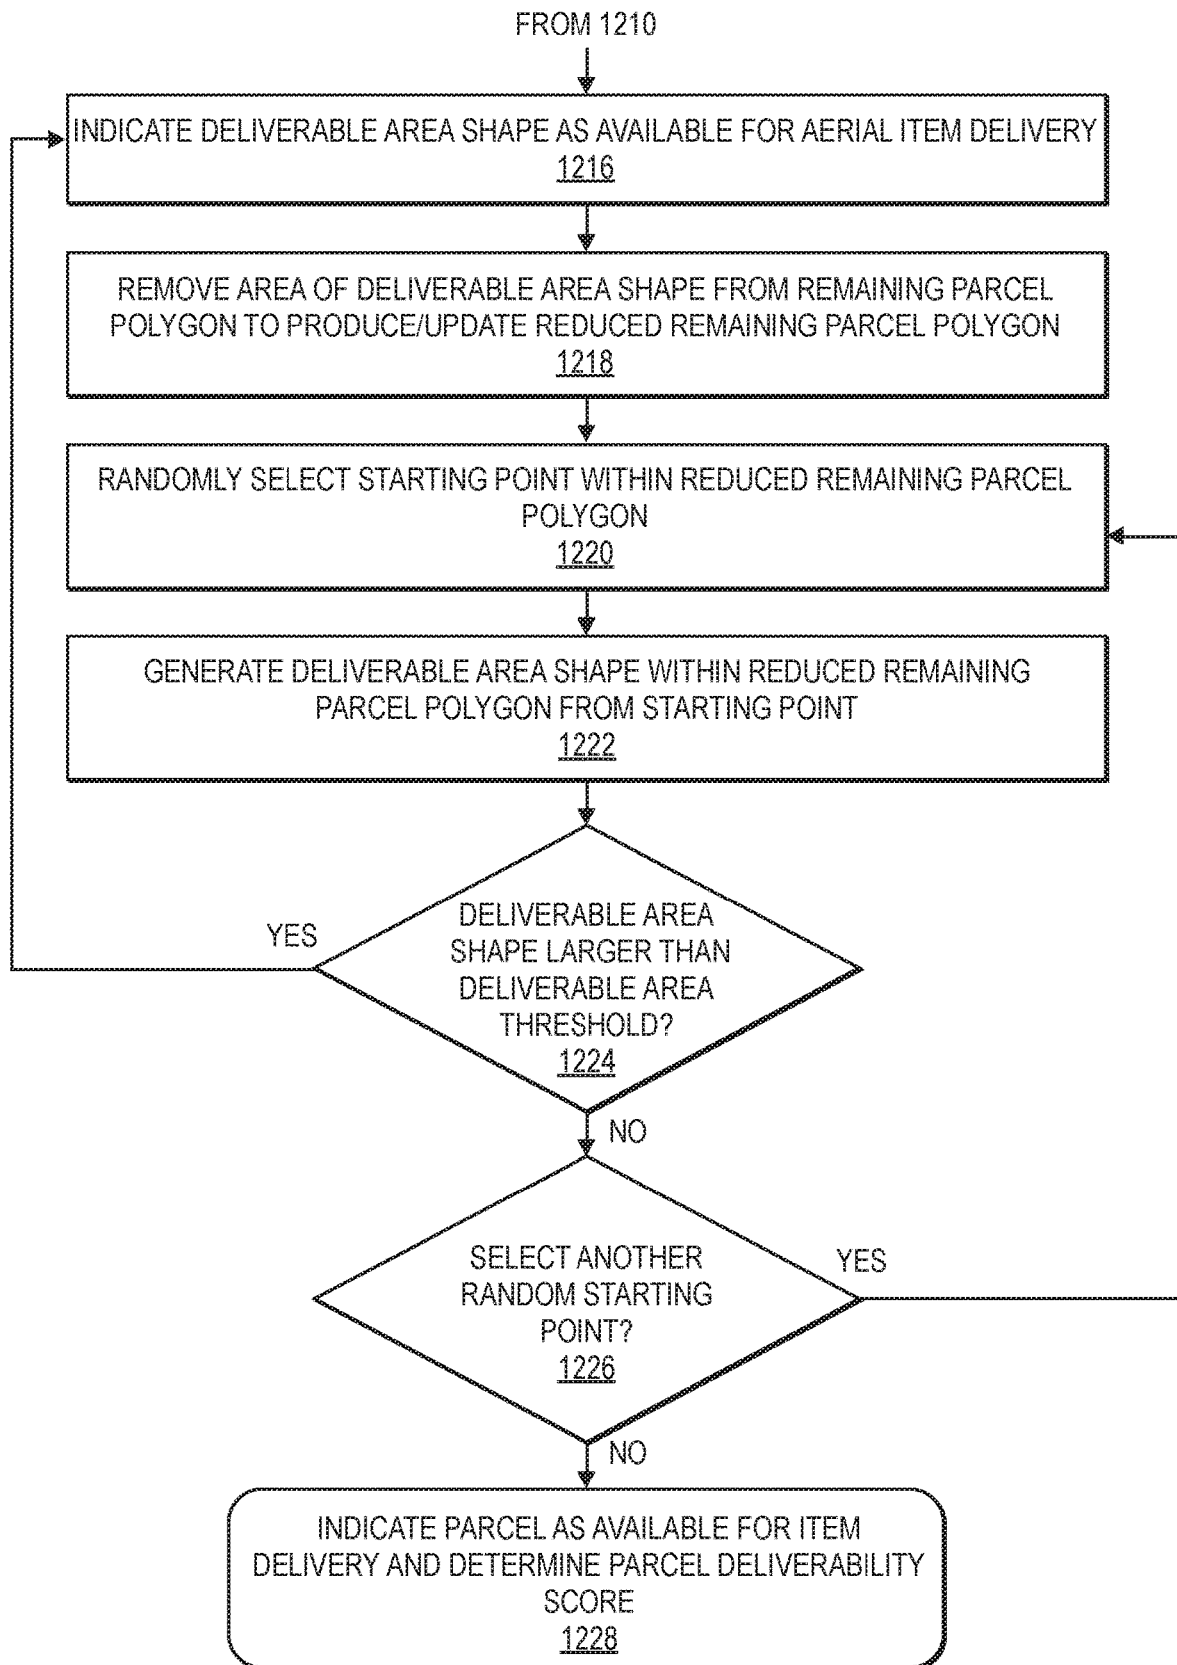 FROM 1210
INDICATE DELIVERABLE AREA SHAPE AS AVAILABLE FOR AERIAL ITEM DELIVERY
1216
REMOVE AREA OF DELIVERABLE AREA SHAPE FROM REMAINING PARCEL
POLYGON TO PRODUCE/UPDATE REDUCED REMAINING PARCEL POLYGON
1218
RANDOMLY SELECT STARTING POINT WITHIN REDUCED REMAINING PARCEL
POLYGON
1220
GENERATE DELIVERABLE AREA SHAPE WITHIN REDUCED REMAINING
PARCEL POLYGON FROM STARTING POINT
1222
YES
DELIVERABLE AREA
SHAPE LARGER THAN
DELIVERABLE AREA
THRESHOLD?
1224
NO
SELECT ANOTHER
RANDOM STARTING
POINT?
1226
YES
NO
INDICATE PARCEL AS AVAILABLE FOR ITEM
DELIVERY AND DETERMINE PARCEL DELIVERABILITY
SCORE
1228